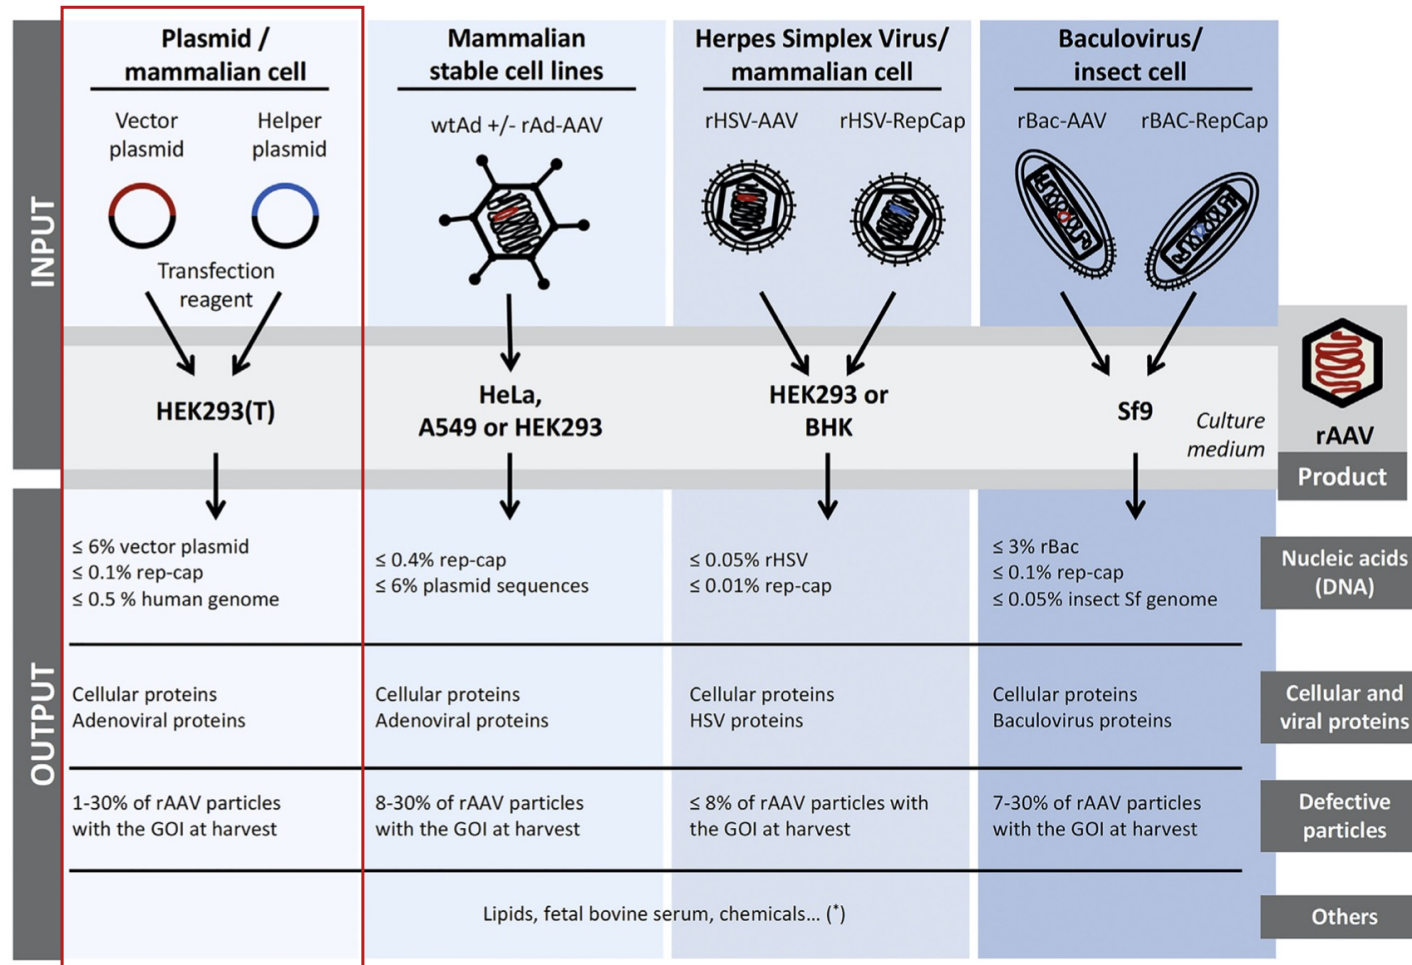 INPUT
Plasmid /
mammalian cell
Vector
plasmid
Helper
plasmid
Transfection
reagent
HEK293(T)
Mammalian
stable cell lines
wtAd +/- rAd-AAV
HeLa,
A549 or HEK293
Herpes Simplex Virus/
mammalian cell
rHSV-AAV
rHSV-RepCap
HEK293 or
BHK
Baculovirus/
insect cell
rBac-AAV
rBAC-RepCap
Sf9
Culture
medium
rAAV
Product
OUTPUT
≤ 6% vector plasmid
≤ 0.1% rep-cap
≤ 0.5 % human genome
≤ 0.4% rep-cap
≤ 6% plasmid sequences
≤ 0.05% rHSV
≤ 0.01% rep-cap
≤ 3% rBac
≤ 0.1% rep-cap
≤ 0.05% insect Sf genome
Nucleic acids
(DNA)
Cellular proteins
Adenoviral proteins
Cellular proteins
Adenoviral proteins
Cellular proteins
HSV proteins
Cellular proteins
Baculovirus proteins
Cellular and
viral proteins
1-30% of rAAV particles
with the GOI at harvest
8-30% of rAAV particles
with the GOI at harvest
≤ 8% of rAAV particles with
the GOI at harvest
7-30% of rAAV particles
with the GOI at harvest
Defective
particles
Lipids, fetal bovine serum, chemicals... (*)
Others